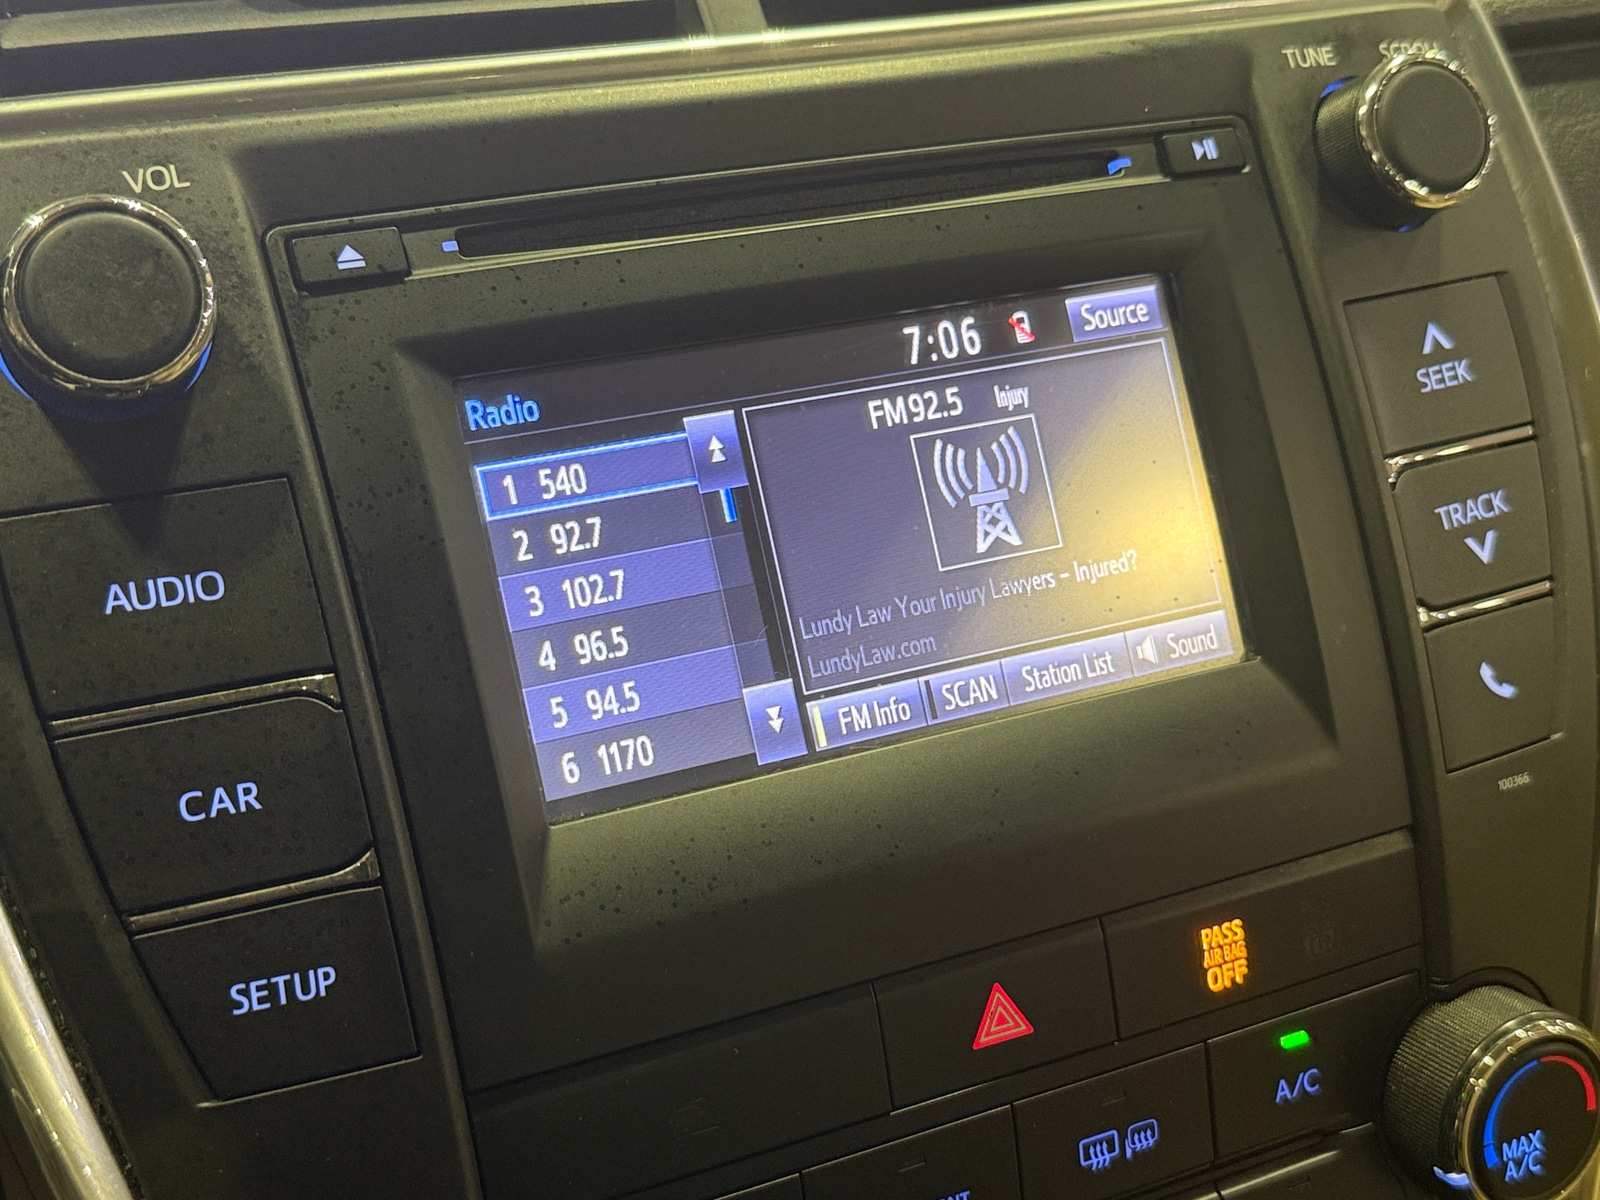 TUNE SCROLL
VOL
7:06
Source
Radio
FM 92.5 Injury
1 540
2 92.7
3 102.7
4 96.5
5 94.5
6 1170
Lundy Law Your Injury Lawyers - Injured?
LundyLaw.com
FM Info
SCAN
Station List
Sound
AUDIO
CAR
SETUP
SEEK
TRACK
100366
PASS
AIR BAG
OFF
A/C
MAX
A/C